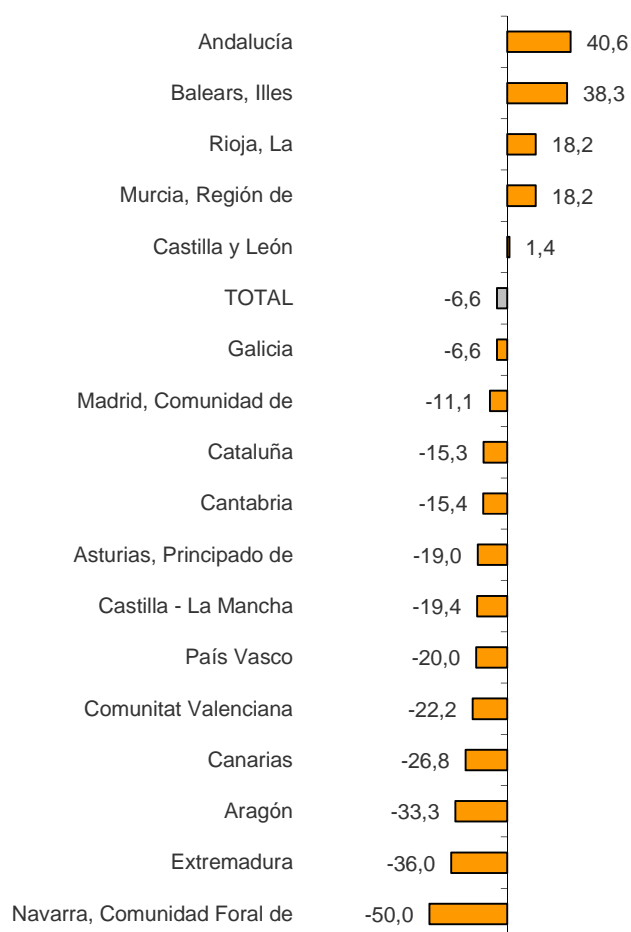 Andalucía 40,6
Balears, Illes 38,3
Rioja, La 18,2
Murcia, Región de 18,2
Castilla y León 1,4
TOTAL -6,6
Galicia -6,6
Madrid, Comunidad de -11,1
Cataluña -15,3
Cantabria -15,4
Asturias, Principado de -19,0
Castilla - La Mancha -19,4
País Vasco -20,0
Comunitat Valenciana -22,2
Canarias -26,8
Aragón -33,3
Extremadura -36,0
Navarra, Comunidad Foral de -50,0